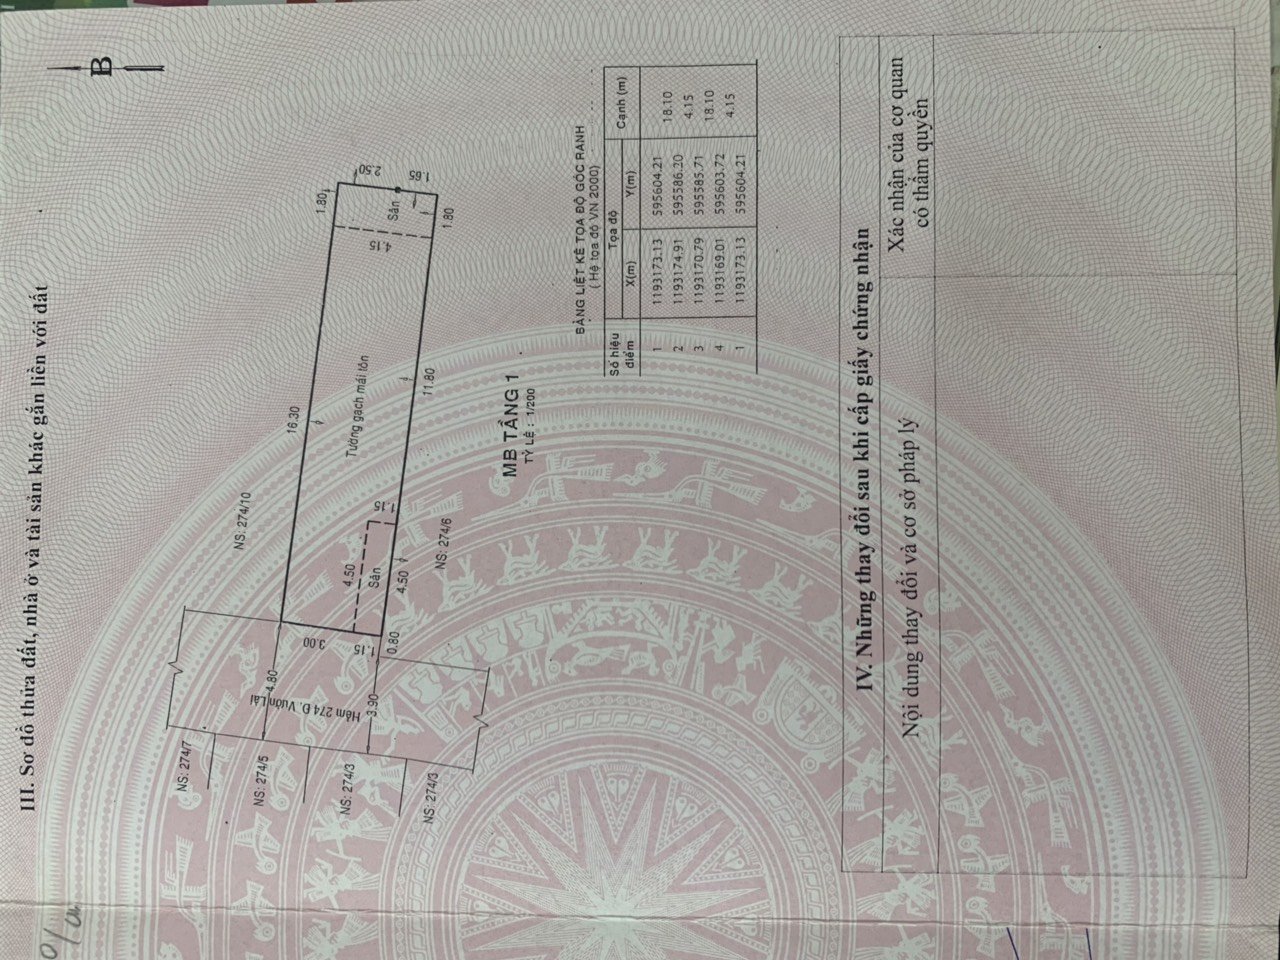 III. Sơ đồ thửa đất, nhà ở và tài sản khác gắn liền với đất
B
NS: 274/7
NS: 274/10
NS: 274/5
4.80
Hẻm 274 Đ. Vườn Lài
16.30
1.80
3.00
NS: 274/3
4.50
Tường gạch mái tôn
2.50
4.15
3.90
1.15
Sân
1.15
Sân
0.80
4.50
1.65
NS: 274/3
NS: 274/6
11.80
1.80
MB TẦNG 1
TỶ LỆ : 1/200
BẢNG LIỆT KÊ TỌA ĐỘ GÓC RANH
( Hệ tọa độ VN 2000)
Số hiệu điểm Tọa độ Cạnh (m)
X(m) Y(m)
1 1193173.13 595604.21
18.10
2 1193174.91 595586.20
4.15
3 1193170.79 595585.71
18.10
4 1193169.01 595603.72
4.15
1 1193173.13 595604.21
IV. Những thay đổi sau khi cấp giấy chứng nhận
Nội dung thay đổi và cơ sở pháp lý
Xác nhận của cơ quan
có thẩm quyền